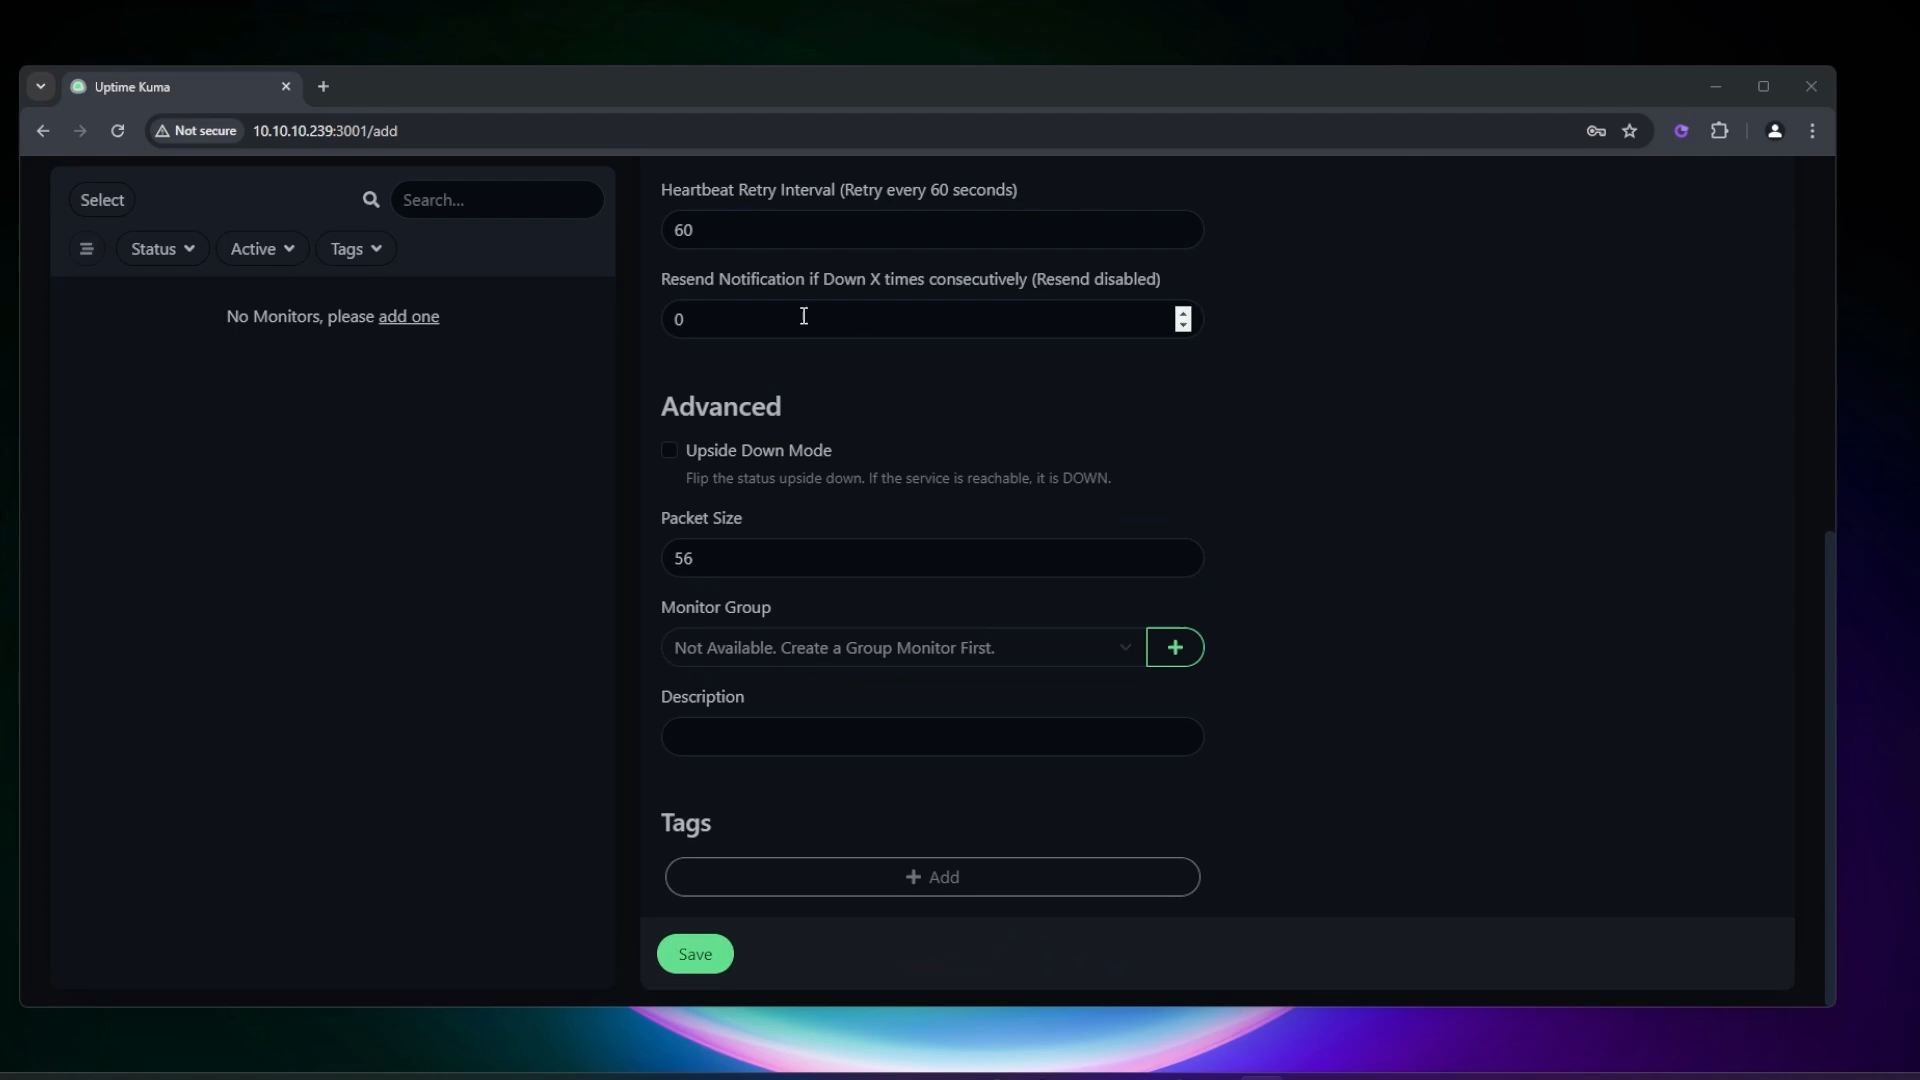 Uptime Kuma
Not secure
10.10.10.239:3001/add
Select
Search...
Status
Active
Tags
No Monitors, please add one
Heartbeat Retry Interval (Retry every 60 seconds)
60
Resend Notification if Down X times consecutively (Resend disabled)
0
Advanced
Upside Down Mode
Flip the status upside down. If the service is reachable, it is DOWN.
Packet Size
56
Monitor Group
Not Available. Create a Group Monitor First.
Description
Tags
Add
Save